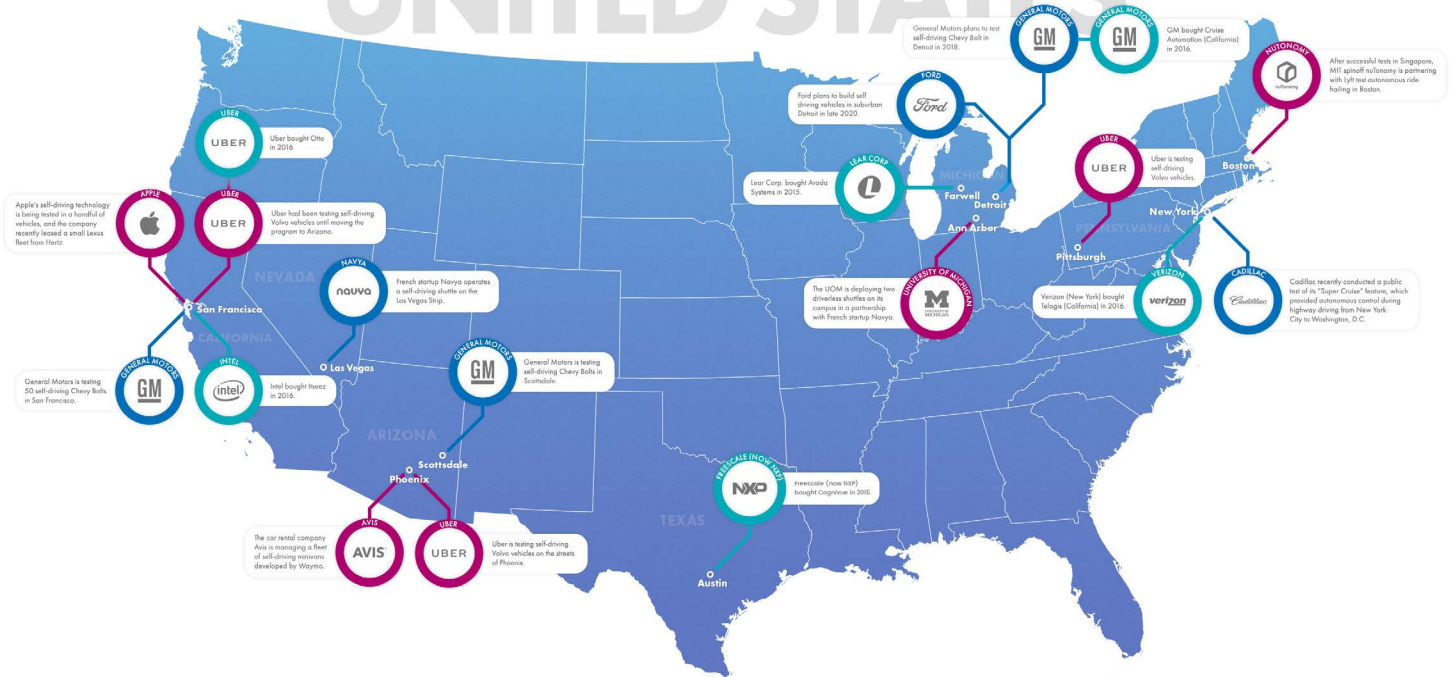 UNITED STATES
GENERAL MOTORS
GM
General Motors plans to test
self-driving Chevy Bolt in
Detroit in 2018.
GENERAL MOTORS
GM
GM bought Cruise
Automation (California)
in 2016.
NUTONOMY
nuTonomy
After successful tests in Singapore,
MIT spinoff nuTonomy is partnering
with Lyft test autonomous ride
hailing in Boston.
FORD
Ford
Ford plans to build self
driving vehicles in suburban
Detroit in late 2020.
UBER
UBER
Uber bought Otto
in 2016
LEAR CORP
Lear Corp. bought Arada
Systems in 2015.
MICHIGAN
Farwell
Detroit
Ann Arbor
UBER
UBER
Uber is testing
self-driving
Volvo vehicles.
Boston
New York
PENNSYLVANIA
Pittsburgh
APPLE
Apple's self-driving technology
is being tested in a handful of
vehicles, and the company
recently leased a small Lexus
fleet from Hertz.
UBER
UBER
Uber had been testing self-driving
Volvo vehicles until moving the
program to Arizona.
NEVADA
NAVYA
navya
French startup Navya operates
a self-driving shuttle on the
Las Vegas Strip.
UNIVERSITY OF MICHIGAN
M
UNIVERSITY OF
MICHIGAN
The UOM is deploying two
driverless shuttles on its
campus in a partnership
with French startup Navya.
VERIZON
verizon
Verizon (New York) bought
Telogis (California) in 2016.
CADILLAC
Cadillac
Cadillac recently conducted a public
test of its "Super Cruise" feature, which
provided autonomous control during
highway driving from New York
City to Washington, D.C.
San Francisco
CALIFORNIA
Las Vegas
GENERAL MOTORS
GM
General Motors is testing
50 self-driving Chevy Bolts
in San Francisco.
INTEL
intel
Intel bought Itseez
in 2016.
GENERAL MOTORS
GM
General Motors is testing
self-driving Chevy Bolts in
Scottsdale.
ARIZONA
Scottsdale
Phoenix
AVIS
AVIS
The car rental company
Avis is managing a fleet
of self-driving minivans
developed by Waymo.
UBER
UBER
Uber is testing self-driving
Volvo vehicles on the streets
of Phoenix.
FREESCALE (NOW NXP)
NXP
Freescale (now NXP)
bought Cognivue in 2015.
TEXAS
Austin